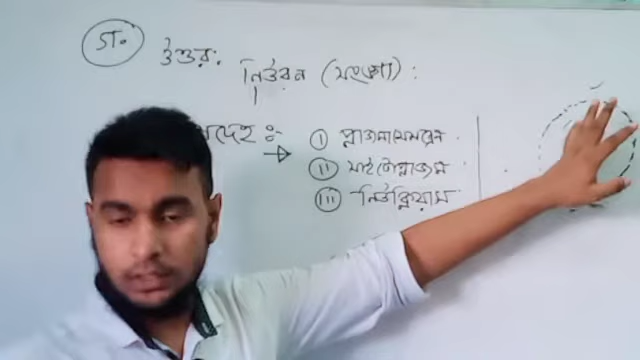 গ. উত্তর:
নিউরন (সংজ্ঞা) :
দেহ :-
i প্লাজমামেমব্রেন
ii সাইটোপ্লাজম
iii নিউক্লিয়াস